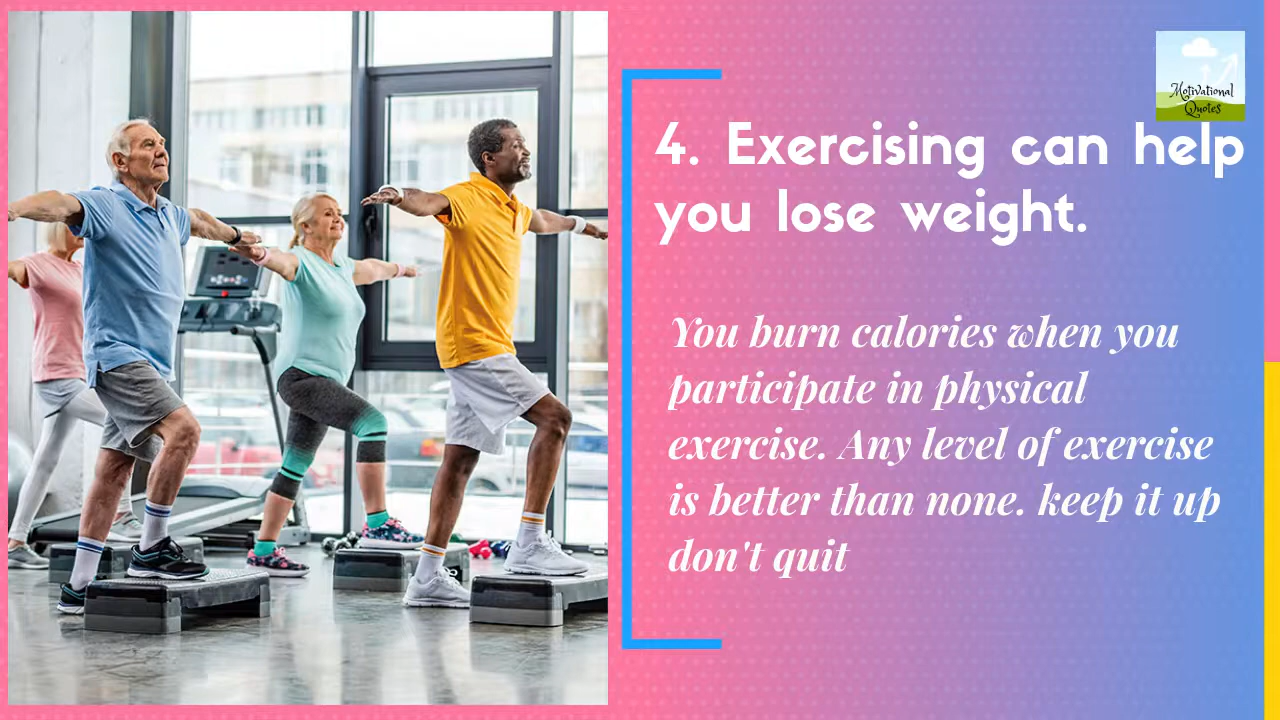 Motivational
Quotes
4. Exercising can help
you lose weight.
You burn calories when you
participate in physical
exercise. Any level of exercise
is better than none. keep it up
don't quit